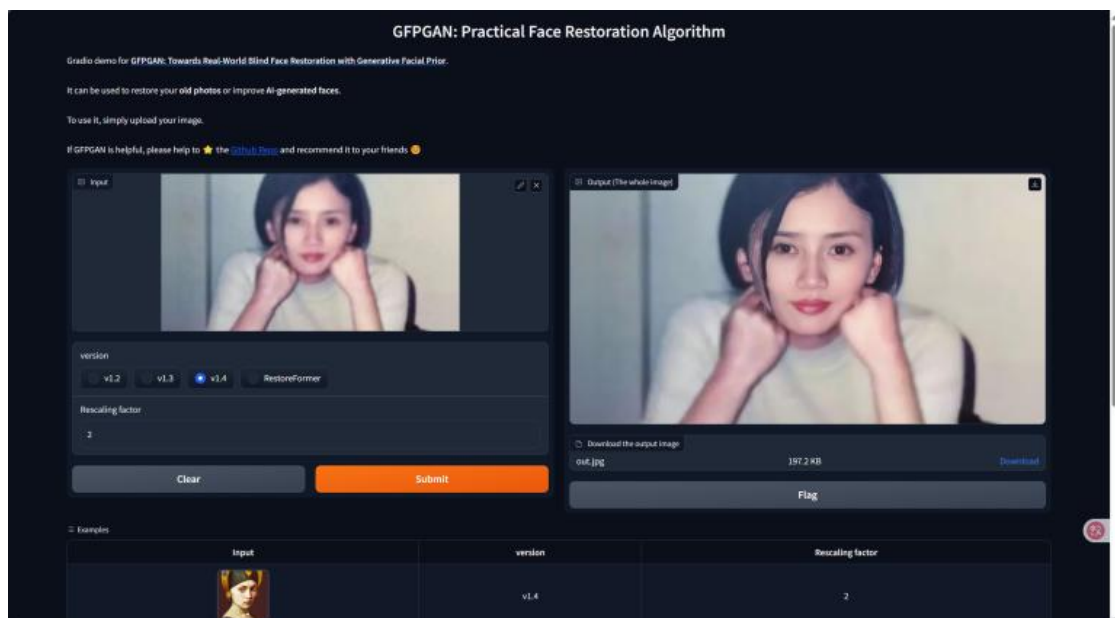 GFPGAN: Practical Face Restoration Algorithm
Gradio demo for GFPGAN: Towards Real-World Blind Face Restoration with Generative Facial Prior.
It can be used to restore your old photos or improve AI-generated faces.
To use it, simply upload your image.
If GFPGAN is helpful, please help to ⭐ the Github Repo and recommend it to your friends 😊
Input
Output (The whole image)
version
v1.2 v1.3 v1.4 RestoreFormer
Rescaling factor
2
Download the output image
out.jpg 197.2 KB Download
Clear Submit
Flag
Examples
Input version Rescaling factor
v1.4 2